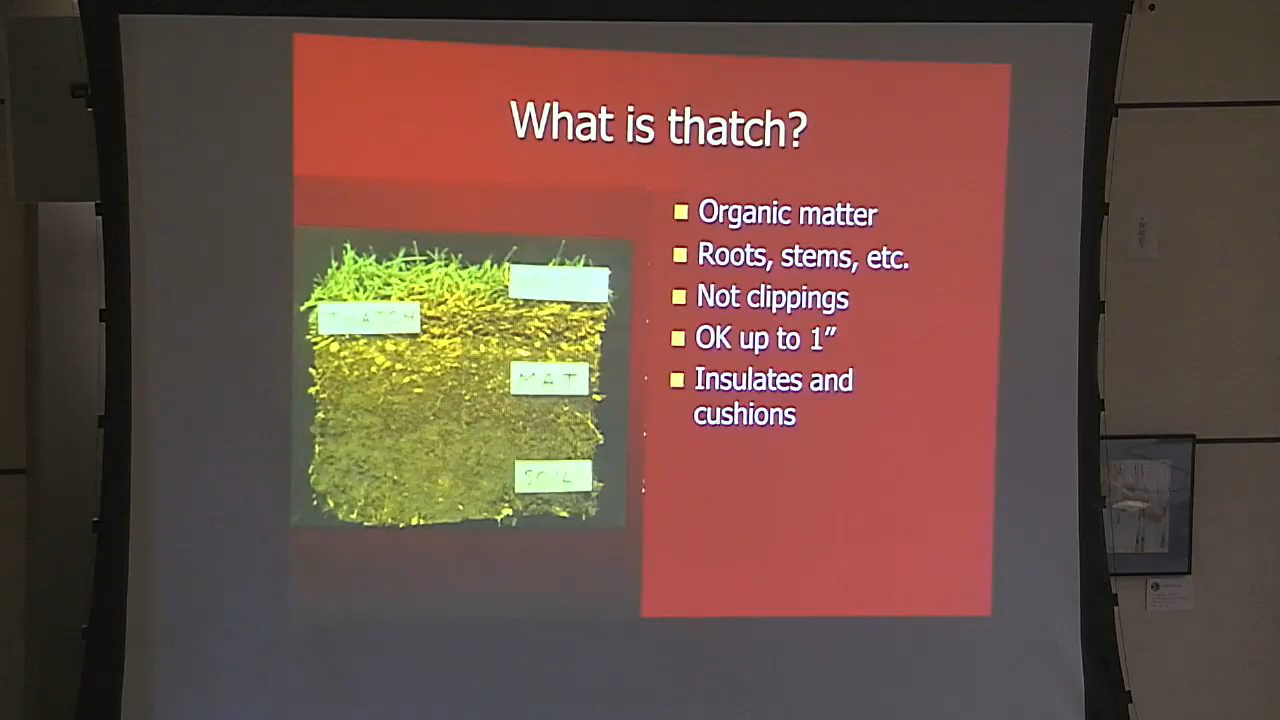 What is thatch?
Organic matter
Roots, stems, etc.
Not clippings
OK up to 1”
Insulates and
cushions
THATCH
MAT
SOIL